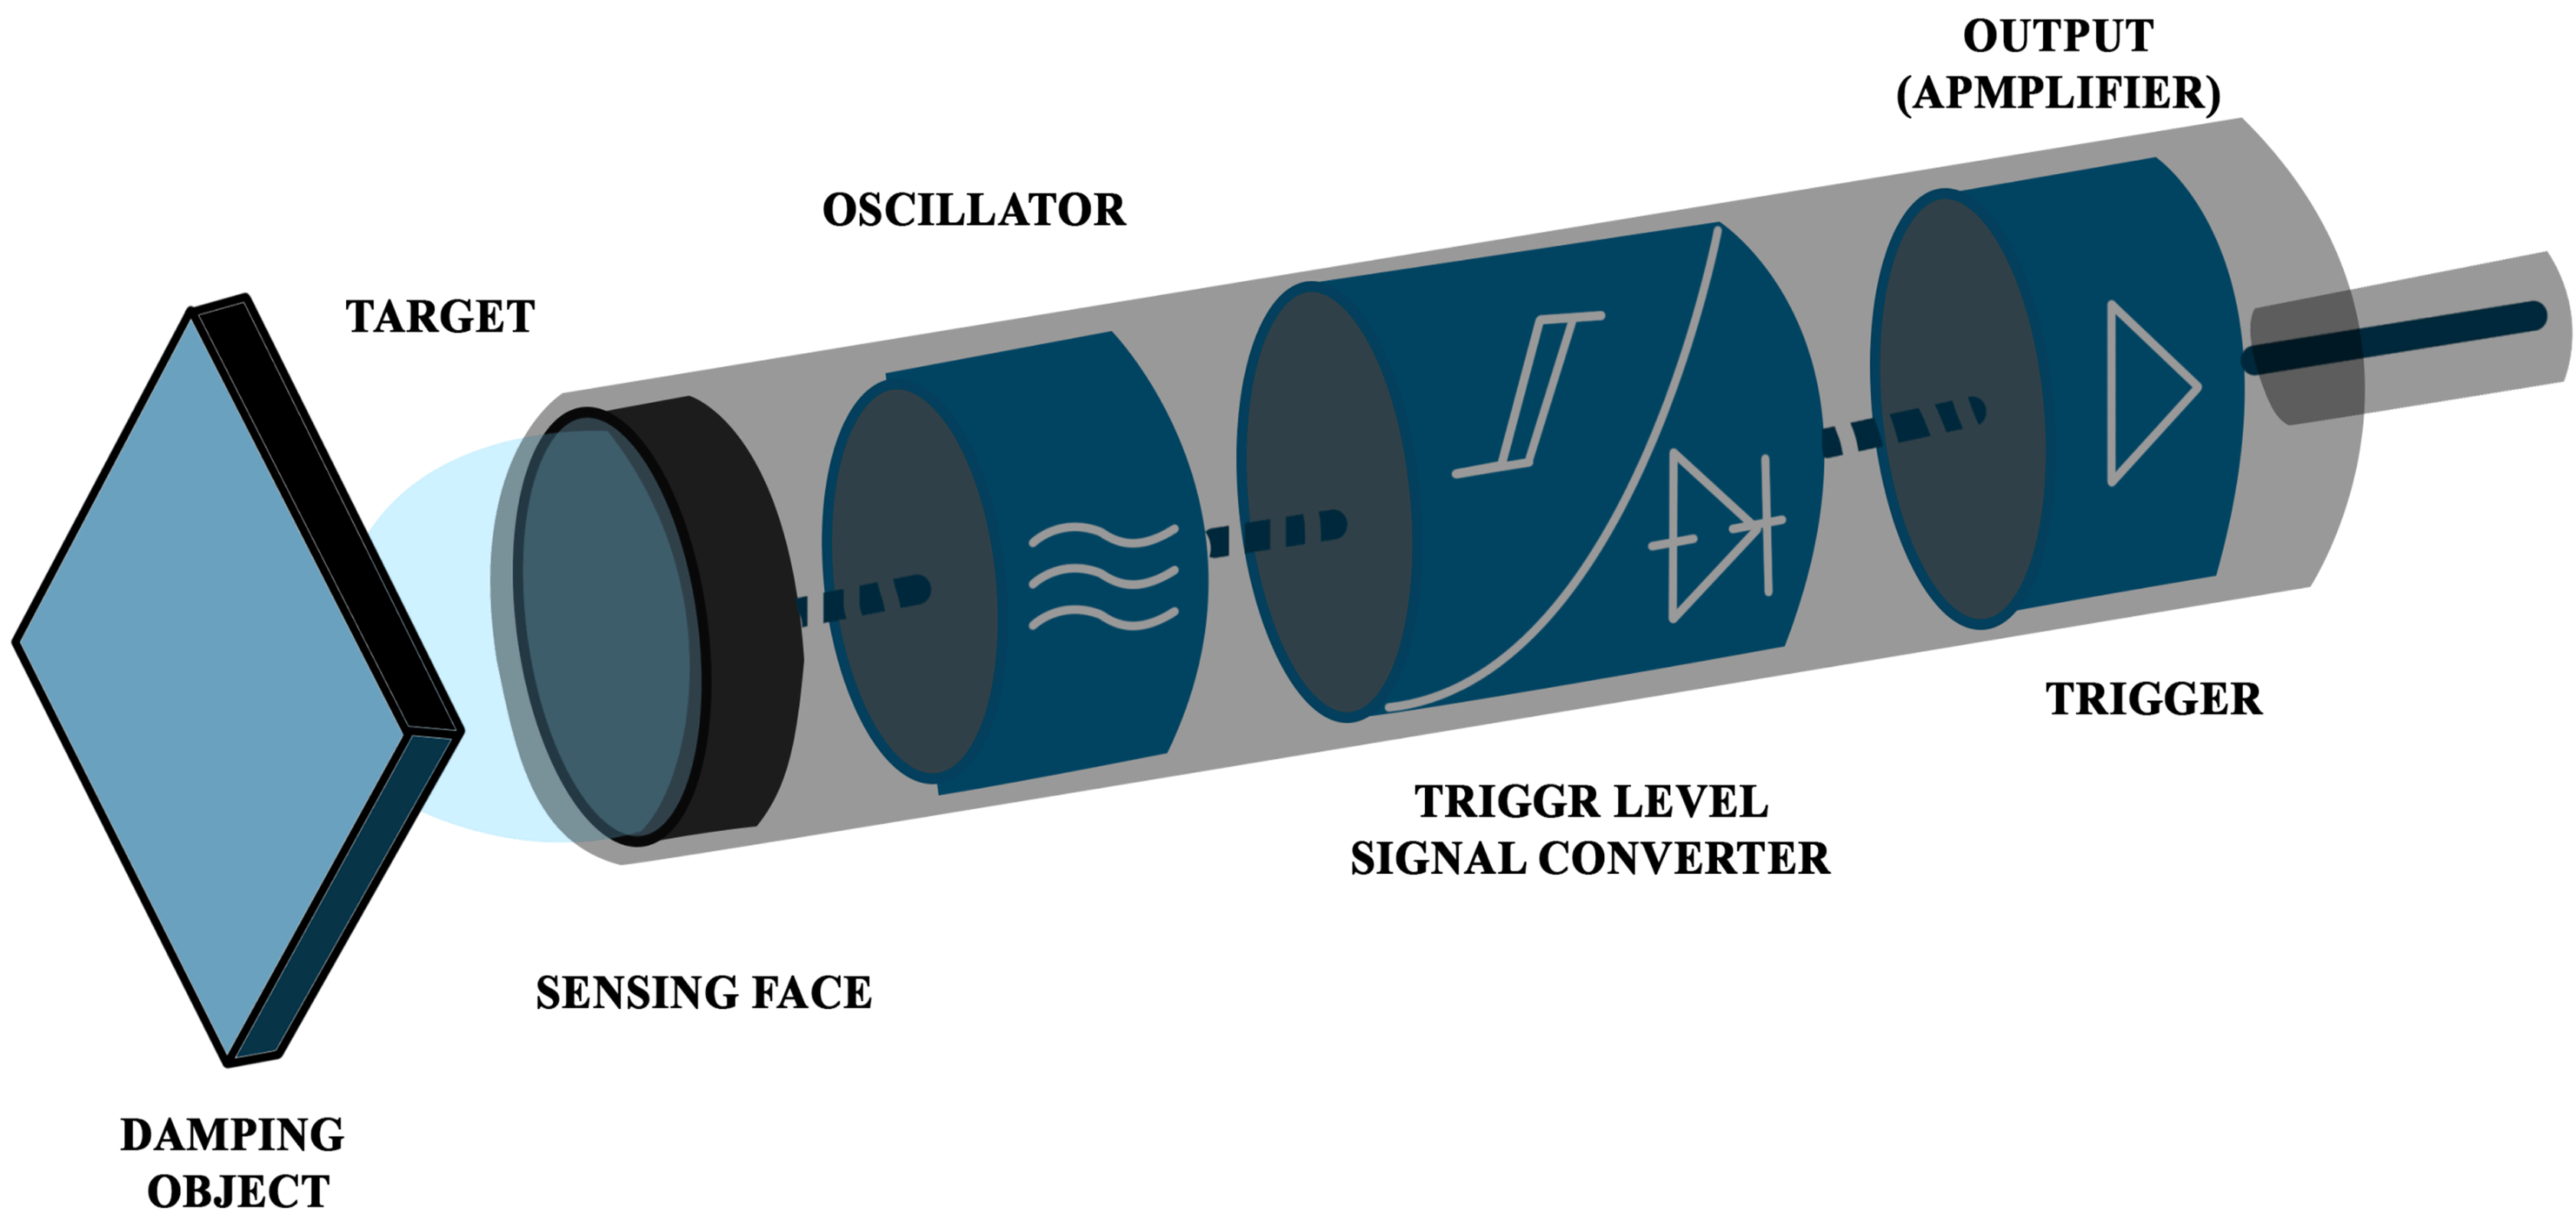 OUTPUT
(APMPLIFIER)
OSCILLATOR
TARGET
TRIGGER
TRIGGR LEVEL
SIGNAL CONVERTER
SENSING FACE
DAMPING
OBJECT